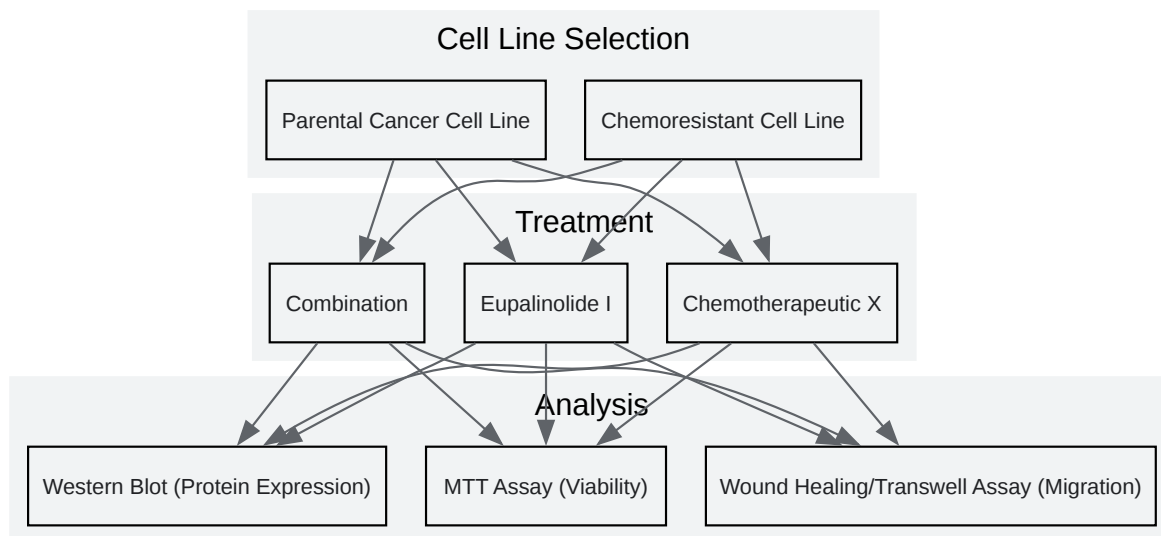 Cell Line Selection
Parental Cancer Cell Line
Chemoresistant Cell Line
Treatment
Combination
Eupalinolide I
Chemotherapeutic X
Analysis
Western Blot (Protein Expression)
MTT Assay (Viability)
Wound Healing/Transwell Assay (Migration)